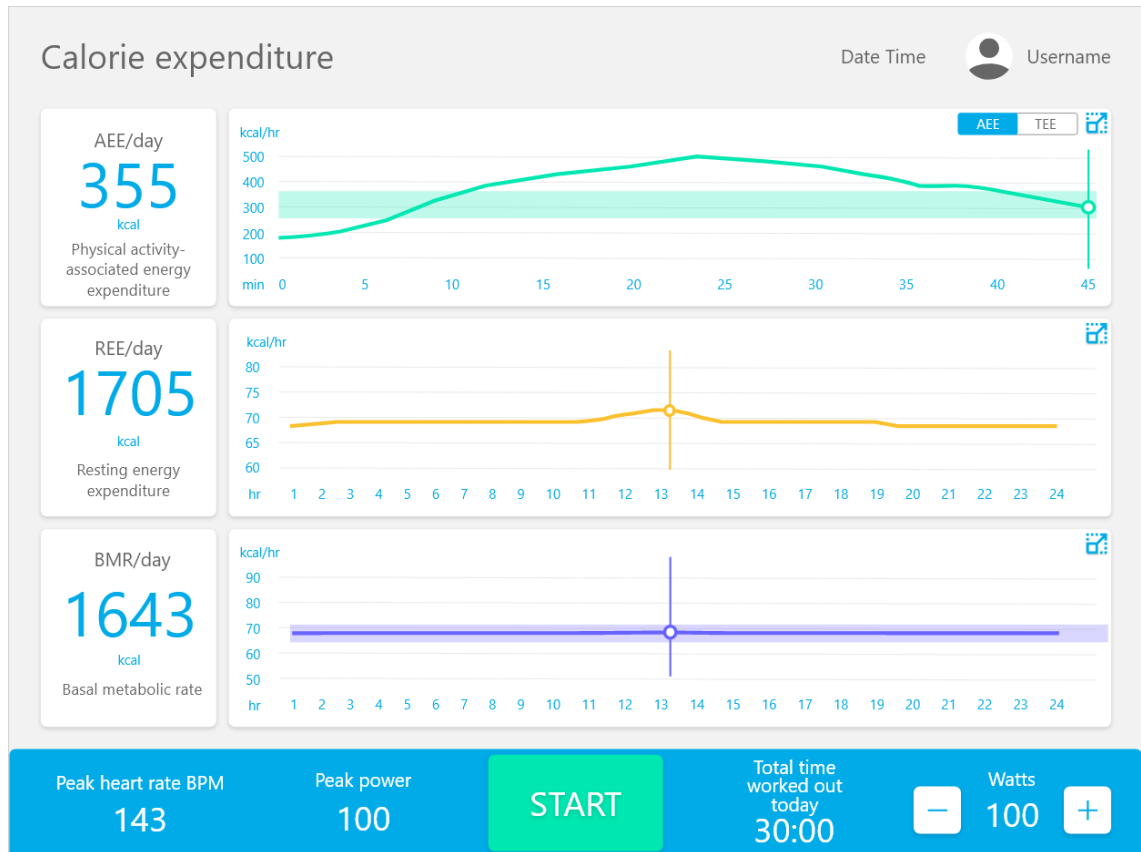 Calorie expenditure
Date Time
Username
AEE/day
355
kcal
Physical activity-
associated energy
expenditure
kcal/hr
AEE
TEE
500
400
300
200
100
min 0 5 10 15 20 25 30 35 40 45
REE/day
1705
kcal
Resting energy
expenditure
kcal/hr
80
75
70
65
60
hr 1 2 3 4 5 6 7 8 9 10 11 12 13 14 15 16 17 18 19 20 21 22 23 24
BMR/day
1643
kcal
Basal metabolic rate
kcal/hr
90
80
70
60
50
hr 1 2 3 4 5 6 7 8 9 10 11 12 13 14 15 16 17 18 19 20 21 22 23 24
Peak heart rate BPM
143
Peak power
100
START
Total time
worked out
today
30:00
Watts
− 100 +